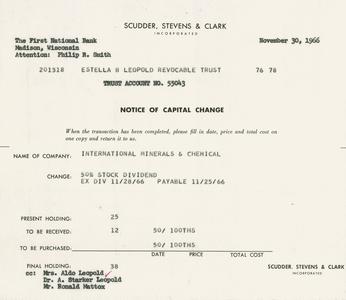 SCUDDER, STEVENS & CLARK
INCORPORATED
The First National Bank
Madison, Wisconsin
Attention: Philip R. Smith
November 30, 1966
201318 ESTELLA B LEOPOLD REVOCABLE TRUST 76 78
TRUST ACCOUNT NO. 55043
NOTICE OF CAPITAL CHANGE
When the transaction has been completed, please fill in date, price and total cost on
one copy and return it to us.
NAME OF COMPANY: INTERNATIONAL MINERALS & CHEMICAL
CHANGE: 50% STOCK DIVIDEND
EX DIV 11/28/66 PAYABLE 11/25/66
PRESENT HOLDING: 25
TO BE RECEIVED: 12 50/ 100THS
TO BE PURCHASED: 50/ 100THS
DATE PRICE TOTAL COST
FINAL HOLDING: 38
SCUDDER, STEVENS & CLARK
INCORPORATED
cc: Mrs. Aldo Leopold
Dr. A. Starker Leopold
Mr. Ronald Mattox